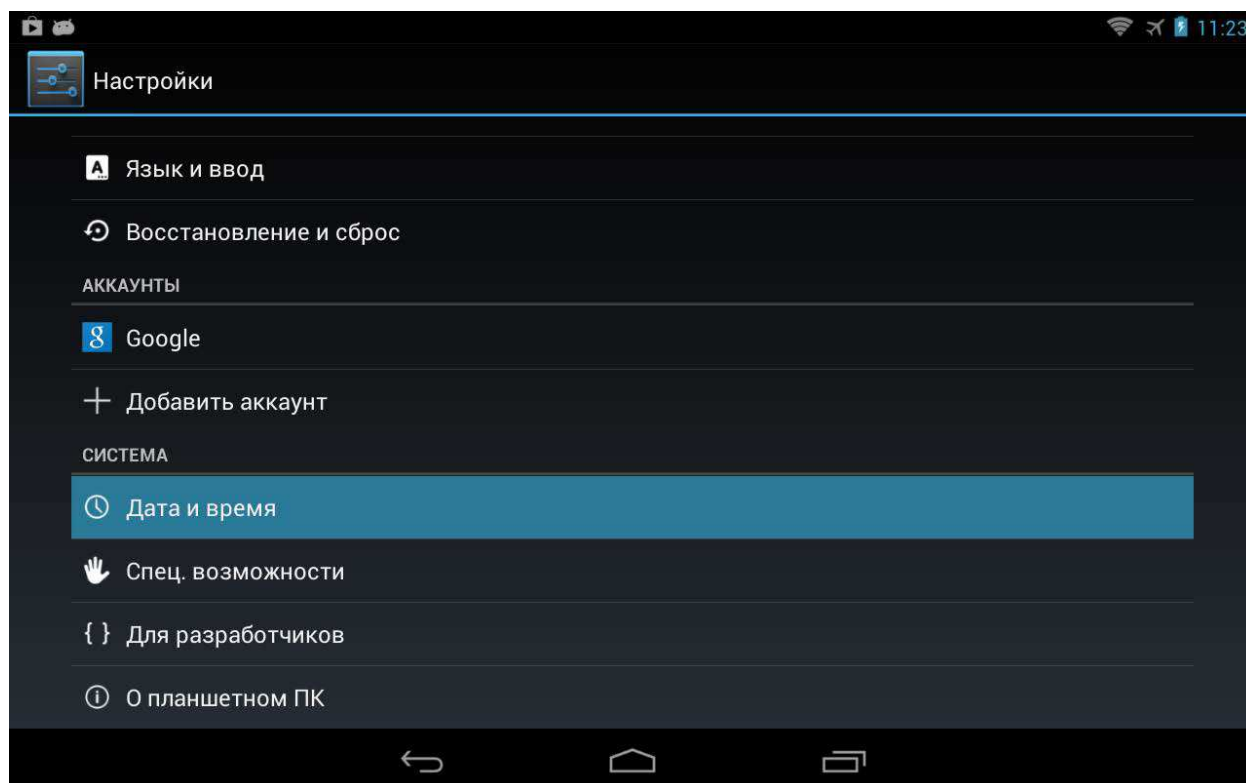 11:23
Настройки
Язык и ввод
Восстановление и сброс
АККАУНТЫ
Google
Добавить аккаунт
СИСТЕМА
Дата и время
Спец. возможности
{ } Для разработчиков
О планшетном ПК